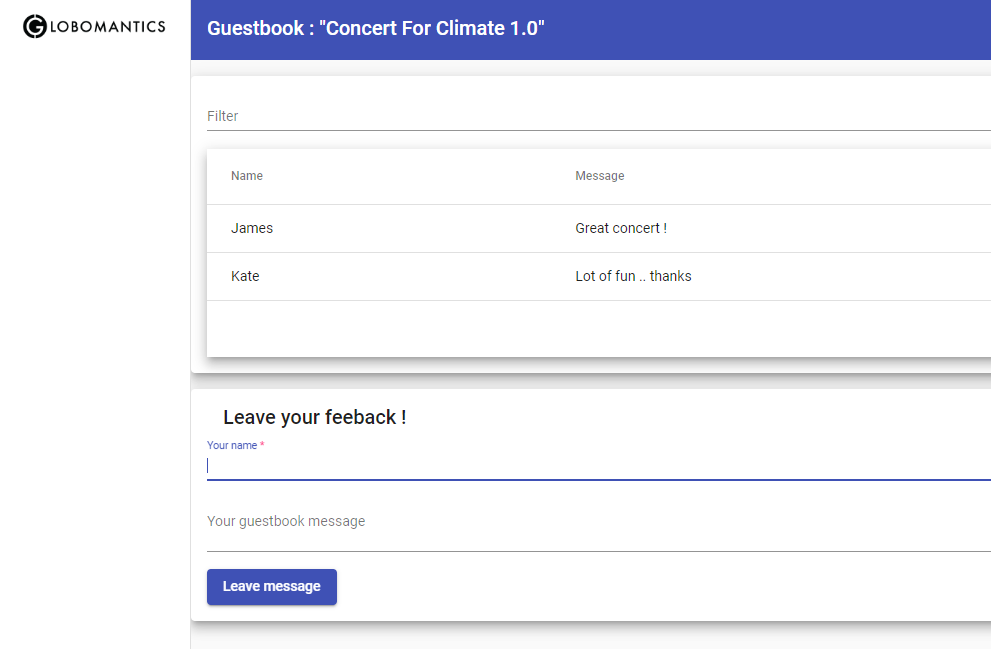 GLOBOMANTICS
Guestbook : "Concert For Climate 1.0"
Filter
Name Message
James Great concert !
Kate Lot of fun .. thanks
Leave your feeback !
Your name *
Your guestbook message
Leave message